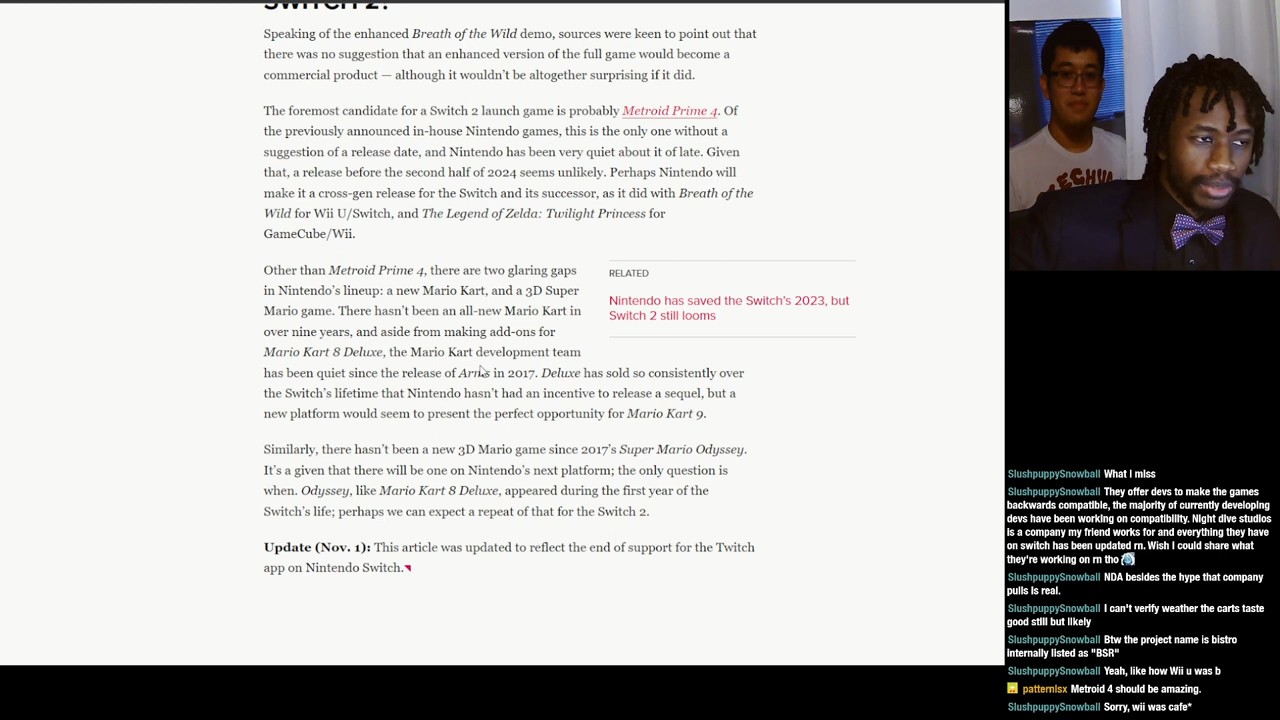 Speaking of the enhanced Breath of the Wild demo, sources were keen to point out that
there was no suggestion that an enhanced version of the full game would become a
commercial product — although it wouldn't be altogether surprising if it did.
The foremost candidate for a Switch 2 launch game is probably Metroid Prime 4. Of
the previously announced in-house Nintendo games, this is the only one without a
suggestion of a release date, and Nintendo has been very quiet about it of late. Given
that, a release before the second half of 2024 seems unlikely. Perhaps Nintendo will
make it a cross-gen release for the Switch and its successor, as it did with Breath of the
Wild for Wii U/Switch, and The Legend of Zelda: Twilight Princess for
GameCube/Wii.
Other than Metroid Prime 4, there are two glaring gaps
in Nintendo's lineup: a new Mario Kart, and a 3D Super
Mario game. There hasn't been an all-new Mario Kart in
over nine years, and aside from making add-ons for
Mario Kart 8 Deluxe, the Mario Kart development team
has been quiet since the release of Arms in 2017. Deluxe has sold so consistently over
the Switch's lifetime that Nintendo hasn't had an incentive to release a sequel, but a
new platform would seem to present the perfect opportunity for Mario Kart 9.
RELATED
Nintendo has saved the Switch's 2023, but
Switch 2 still looms
Similarly, there hasn't been a new 3D Mario game since 2017's Super Mario Odyssey.
It's a given that there will be one on Nintendo's next platform; the only question is
when. Odyssey, like Mario Kart 8 Deluxe, appeared during the first year of the
Switch's life; perhaps we can expect a repeat of that for the Switch 2.
Update (Nov. 1): This article was updated to reflect the end of support for the Twitch
app on Nintendo Switch.
SlushpuppySnowball What I miss
SlushpuppySnowball They offer devs to make the games
backwards compatible, the majority of currently developing
devs have been working on compatibility. Night dive studios
is a company my friend works for and everything they have
on switch has been updated rn. Wish I could share what
they're working on rn tho
SlushpuppySnowball NDA besides the hype that company
pulls is real.
SlushpuppySnowball I can't verify weather the carts taste
good still but likely
SlushpuppySnowball Btw the project name is bistro
internally listed as "BSR"
SlushpuppySnowball Yeah, like how Wii u was b
patternlsx Metroid 4 should be amazing.
SlushpuppySnowball Sorry, wii was cafe*